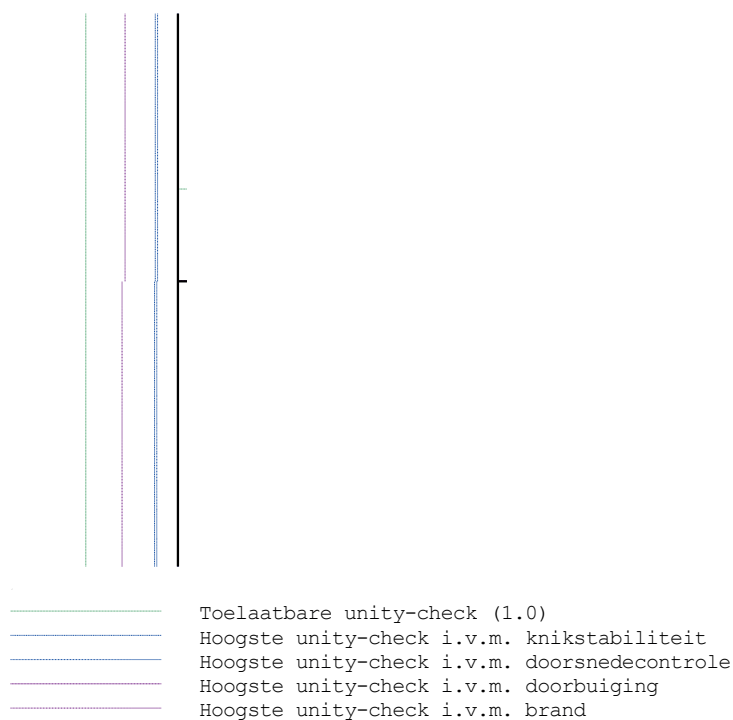 Toelaatbare unity-check (1.0)
Hoogste unity-check i.v.m. knikstabiliteit
Hoogste unity-check i.v.m. doorsnedecontrole
Hoogste unity-check i.v.m. doorbuiging
Hoogste unity-check i.v.m. brand